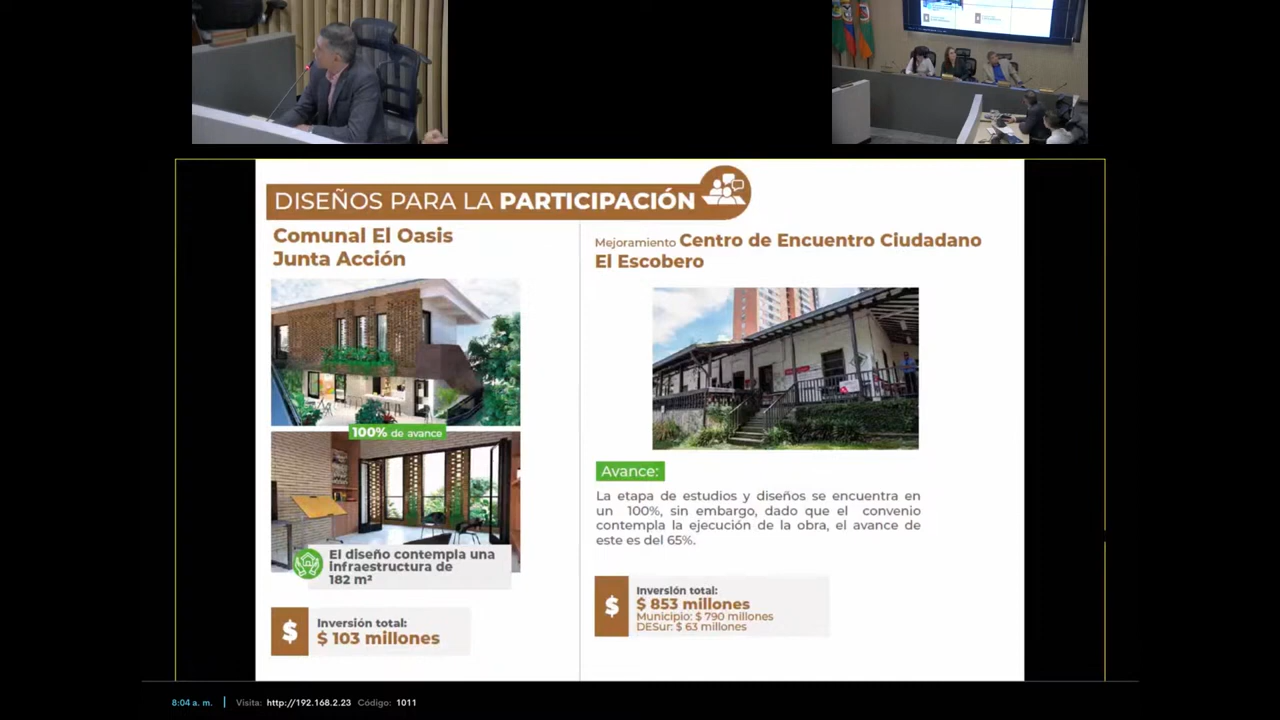 DISEÑOS PARA LA PARTICIPACIÓN
Comunal El Oasis
Junta Acción
100% de avance
El diseño contempla una
infraestructura de
182 m²
$
Inversión total:
$ 103 millones
Mejoramiento Centro de Encuentro Ciudadano
El Escobero
Avance:
La etapa de estudios y diseños se encuentra en
un 100%, sin embargo, dado que el convenio
contempla la ejecución de la obra, el avance de
este es del 65%.
$
Inversión total:
$ 853 millones
Municipio: $ 790 millones
DESur: $ 63 millones
8:04 a. m. | Visita: http://192.168.2.23 Código: 1011